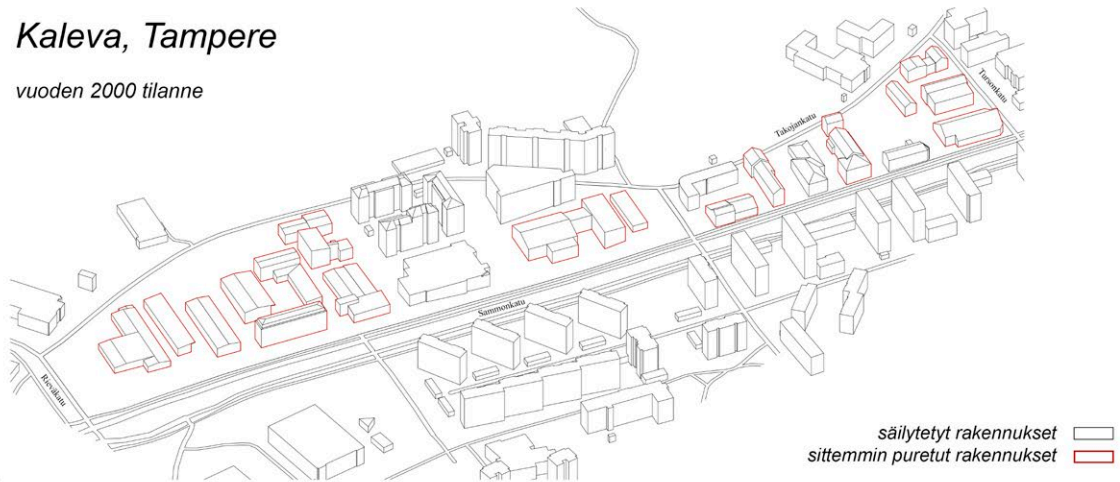 Kaleva, Tampere
vuoden 2000 tilanne
Tursonkatu
Takojankatu
Sammonkatu
Rieväkatu
säilytetyt rakennukset
sittemmin puretut rakennukset